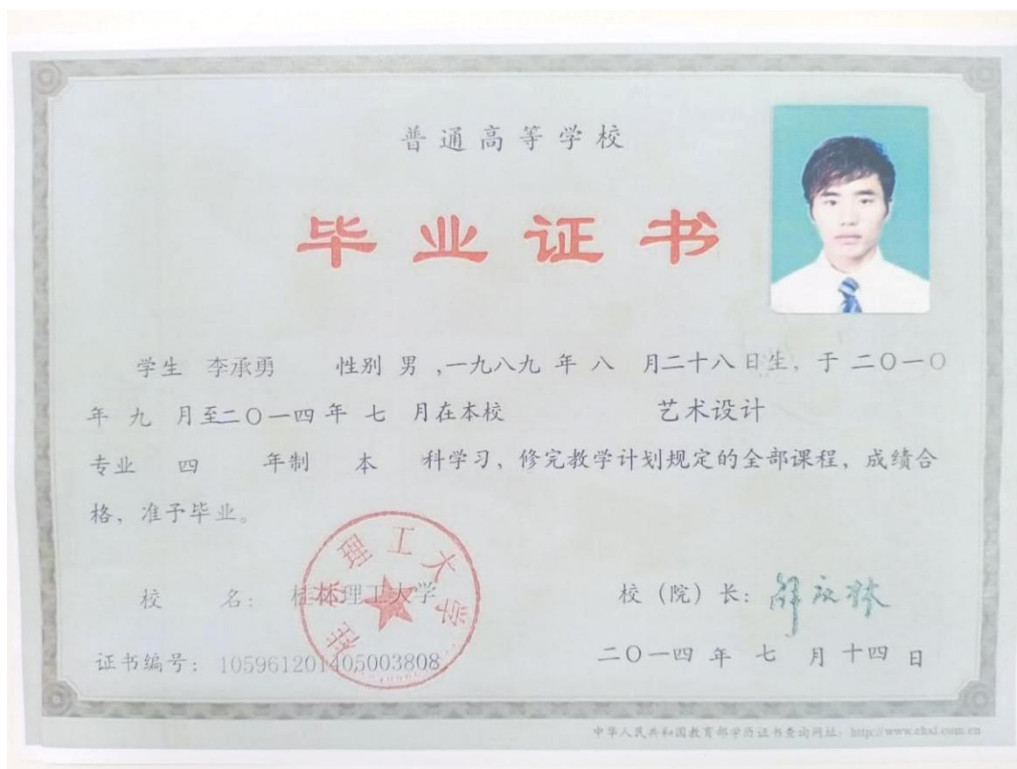 普通高等学校
毕业证书
学生 李承勇 性别 男 ,一九八九 年 八 月二十八日生, 于 二〇一〇
年 九 月至二〇一四年 七 月在本校 艺术设计
专业 四 年制 本 科学习, 修完教学计划规定的全部课程, 成绩合
格, 准予毕业。
校 名: 桂林理工大学
校 (院) 长:
桂林理工大学
证书编号: 105961201405003808
二〇一四 年 七 月 十四 日
中华人民共和国教育部学历证书查询网址: http://www.chsi.com.cn